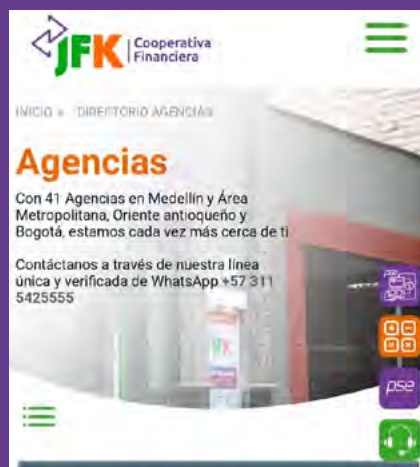 JFK Cooperativa
Financiera
INICIO » DIRECTORIO AGENCIAS
Agencias
Con 41 Agencias en Medellín y Área
Metropolitana, Oriente antioqueño y
Bogotá, estamos cada vez más cerca de ti.
Contáctanos a través de nuestra línea
única y verificada de WhatsApp +57 311
5425555
JFK
pse